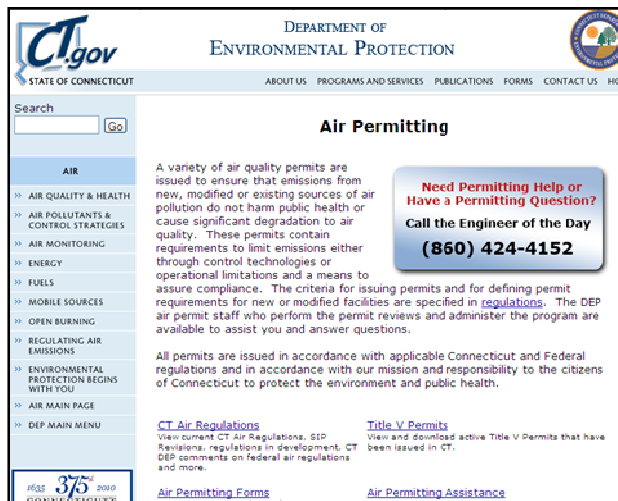 CT.gov
STATE OF CONNECTICUT
DEPARTMENT OF
ENVIRONMENTAL PROTECTION
ABOUT US PROGRAMS AND SERVICES PUBLICATIONS FORMS CONTACT US
Search
Go
AIR
» AIR QUALITY & HEALTH
» AIR POLLUTANTS &
CONTROL STRATEGIES
» AIR MONITORING
» ENERGY
» FUELS
» MOBILE SOURCES
» OPEN BURNING
» REGULATING AIR
EMISSIONS
» ENVIRONMENTAL
PROTECTION BEGINS
WITH YOU
» AIR MAIN PAGE
» DEP MAIN MENU
1635 375 2010
CONNECTICUT'S
Air Permitting
A variety of air quality permits are
issued to ensure that emissions from
new, modified or existing sources of air
pollution do not harm public health or
cause significant degradation to air
quality. These permits contain
requirements to limit emissions either
through control technologies or
operational limitations and a means to
assure compliance. The criteria for issuing permits and for defining permit
requirements for new or modified facilities are specified in regulations. The DEP
air permit staff who perform the permit reviews and administer the program are
available to assist you and answer questions.
Need Permitting Help or
Have a Permitting Question?
Call the Engineer of the Day
(860) 424-4152
All permits are issued in accordance with applicable Connecticut and Federal
regulations and in accordance with our mission and responsibility to the citizens
of Connecticut to protect the environment and public health.
CT Air Regulations
View current CT Air Regulations, SIP
Revisions, regulations in development, CT
DEP comments on federal air regulations
and more.
Title V Permits
View and download active Title V Permits that have
been issued in CT.
Air Permitting Forms
Air Permitting Assistance